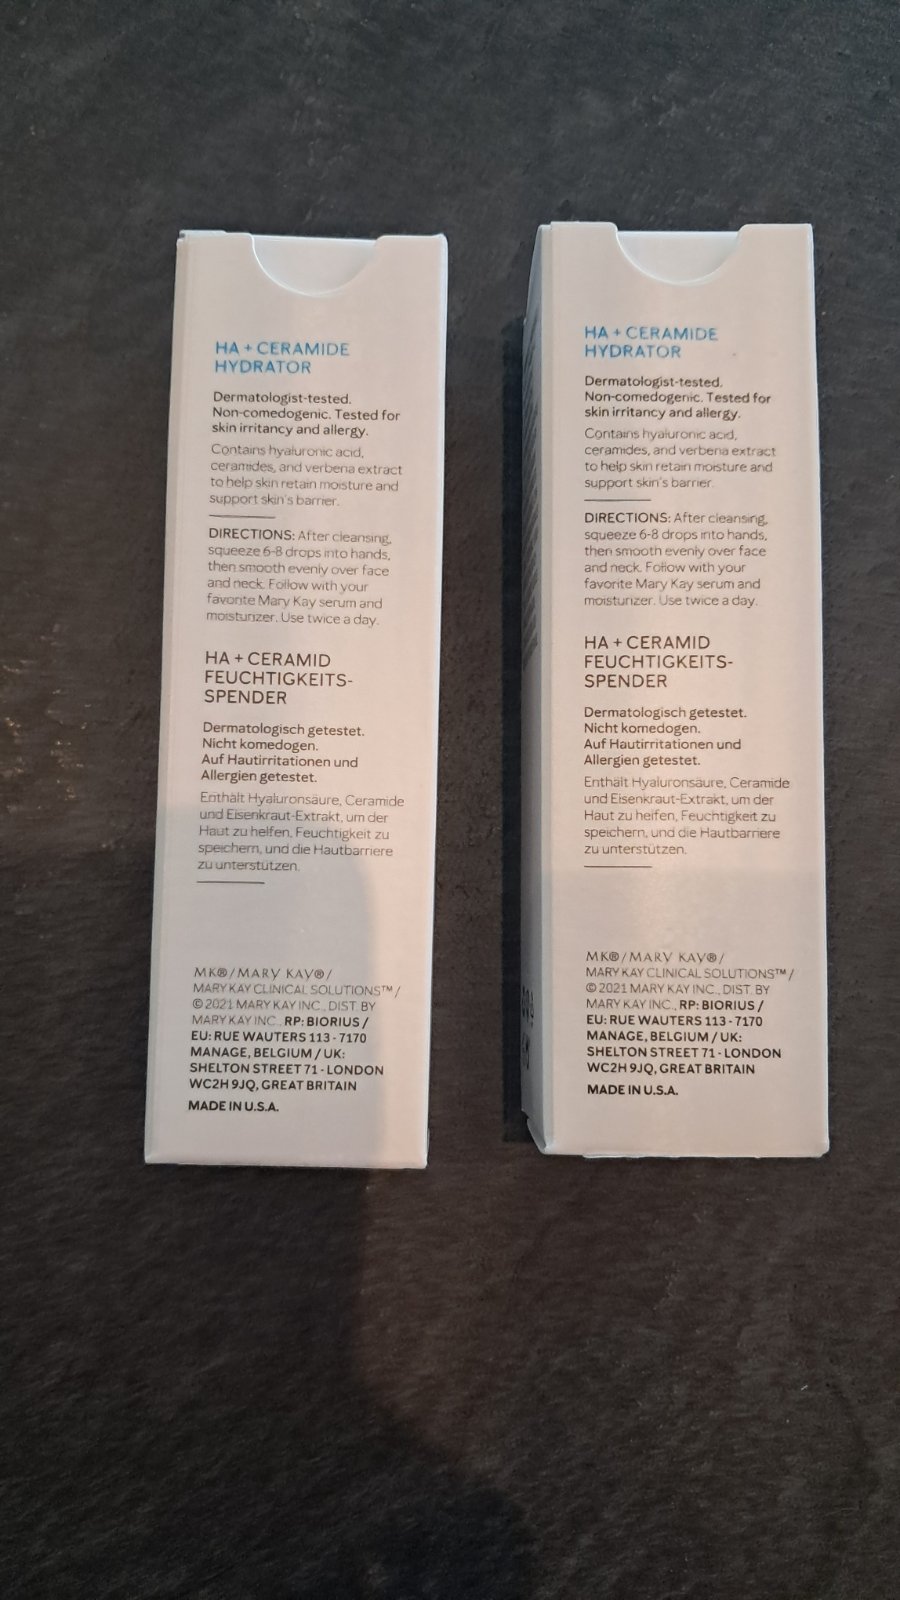 HA + CERAMIDE
HYDRATOR
Dermatologist-tested.
Non-comedogenic. Tested for
skin irritancy and allergy.
Contains hyaluronic acid,
ceramides, and verbena extract
to help skin retain moisture and
support skin's barrier.
DIRECTIONS: After cleansing,
squeeze 6-8 drops into hands,
then smooth evenly over face
and neck. Follow with your
favorite Mary Kay serum and
moisturizer. Use twice a day.
HA + CERAMID
FEUCHTIGKEITS-
SPENDER
Dermatologisch getestet.
Nicht komedogen.
Auf Hautirritationen und
Allergien getestet.
Enthält Hyaluronsäure, Ceramide
und Eisenkraut-Extrakt, um der
Haut zu helfen, Feuchtigkeit zu
speichern, und die Hautbarriere
zu unterstützen.
MK®/MARY KAY®/
MARY KAY CLINICAL SOLUTIONS™/
© 2021 MARY KAY INC., DIST. BY
MARY KAY INC., RP: BIORIUS /
EU: RUE WAUTERS 113 - 7170
MANAGE, BELGIUM / UK:
SHELTON STREET 71 - LONDON
WC2H 9JQ, GREAT BRITAIN
MADE IN U.S.A.
HA + CERAMIDE
HYDRATOR
Dermatologist-tested.
Non-comedogenic. Tested for
skin irritancy and allergy.
Contains hyaluronic acid,
ceramides, and verbena extract
to help skin retain moisture and
support skin's barrier.
DIRECTIONS: After cleansing,
squeeze 6-8 drops into hands,
then smooth evenly over face
and neck. Follow with your
favorite Mary Kay serum and
moisturizer. Use twice a day.
HA + CERAMID
FEUCHTIGKEITS-
SPENDER
Dermatologisch getestet.
Nicht komedogen.
Auf Hautirritationen und
Allergien getestet.
Enthält Hyaluronsäure, Ceramide
und Eisenkraut-Extrakt, um der
Haut zu helfen, Feuchtigkeit zu
speichern, und die Hautbarriere
zu unterstützen.
MK®/MARY KAY®/
MARY KAY CLINICAL SOLUTIONS™/
© 2021 MARY KAY INC., DIST. BY
MARY KAY INC., RP: BIORIUS /
EU: RUE WAUTERS 113 - 7170
MANAGE, BELGIUM / UK:
SHELTON STREET 71 - LONDON
WC2H 9JQ, GREAT BRITAIN
MADE IN U.S.A.